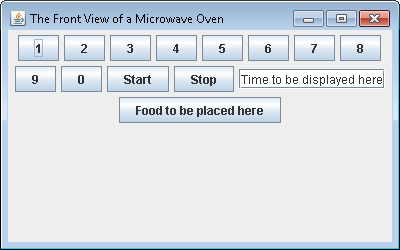 The Front View of a Microwave Oven
1 2 3 4 5 6 7 8
9 0 Start Stop Time to be displayed here
Food to be placed here